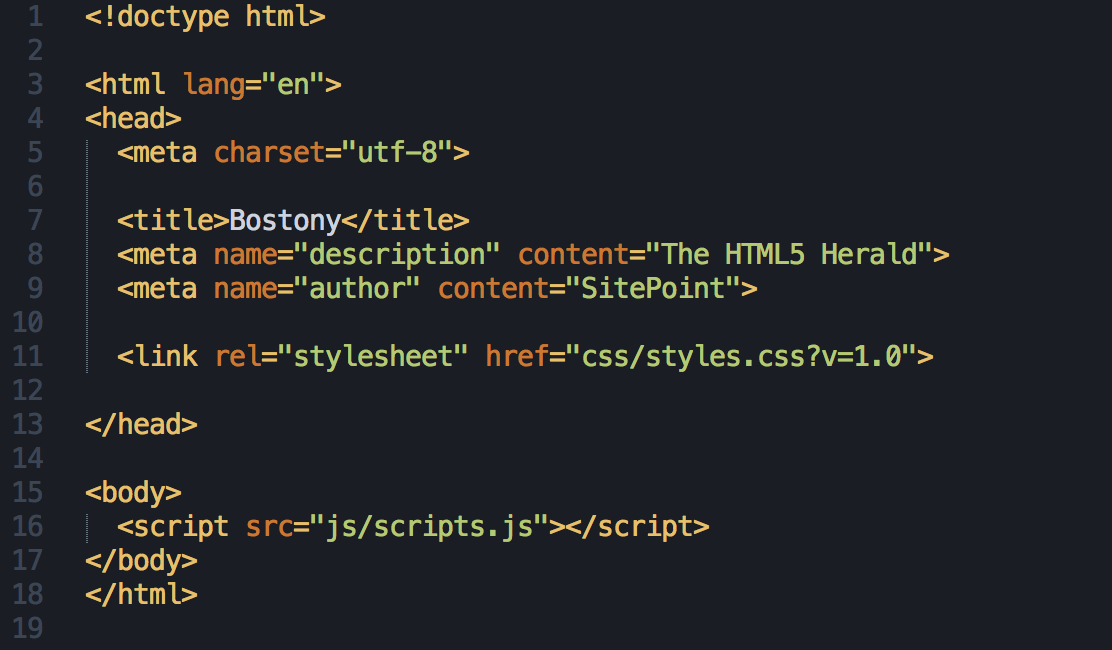 1 <!doctype html>
2
3 <html lang="en">
4 <head>
5   <meta charset="utf-8">
6
7   <title>Bostony</title>
8   <meta name="description" content="The HTML5 Herald">
9   <meta name="author" content="SitePoint">
10
11   <link rel="stylesheet" href="css/styles.css?v=1.0">
12
13 </head>
14
15 <body>
16   <script src="js/scripts.js"></script>
17 </body>
18 </html>
19